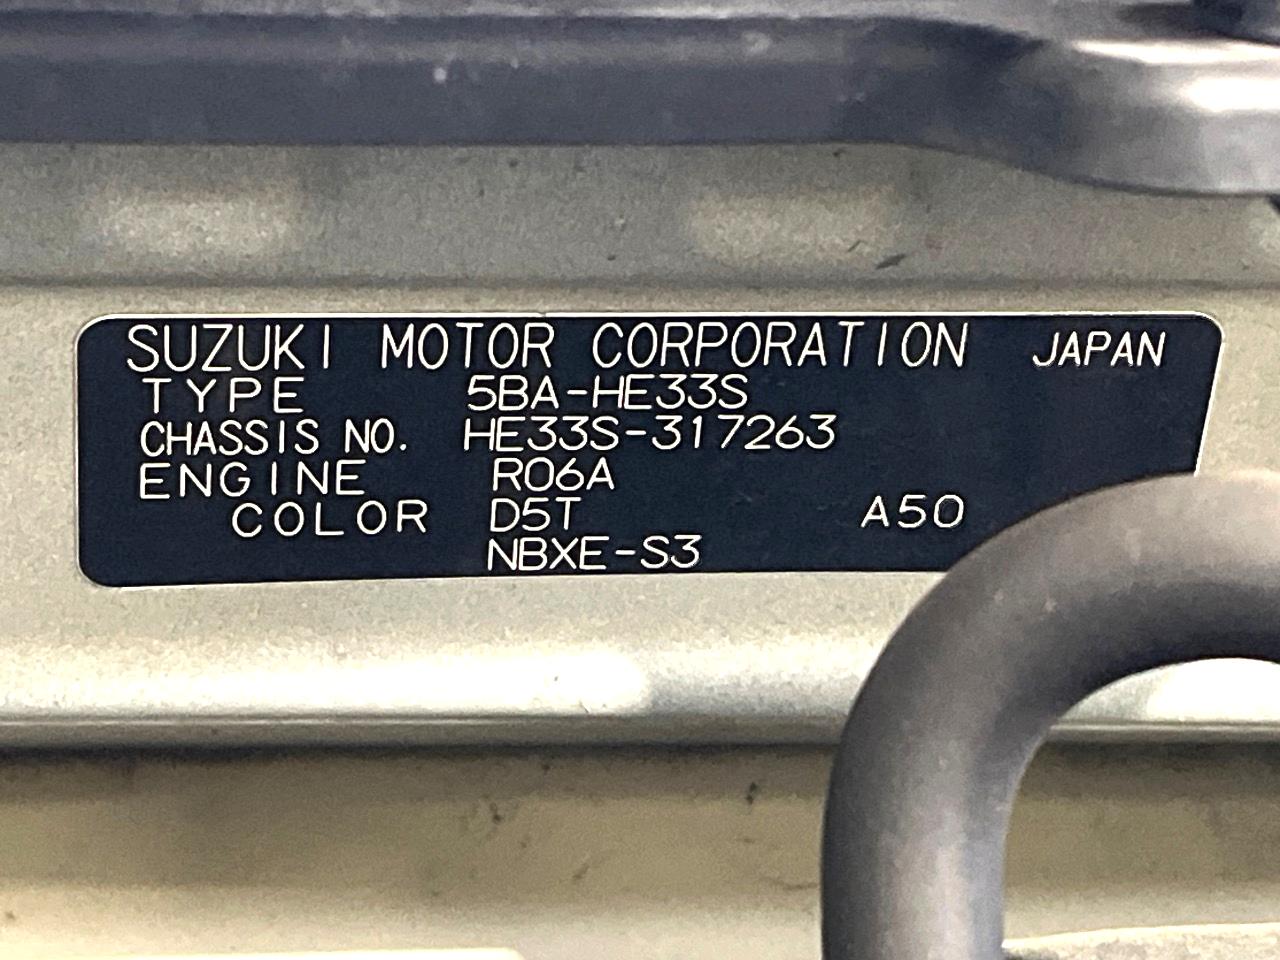 SUZUKI MOTOR CORPORATION JAPAN
TYPE 5BA-HE33S
CHASSIS NO. HE33S-317263
ENGINE R06A
COLOR D5T A50
NBXE-S3